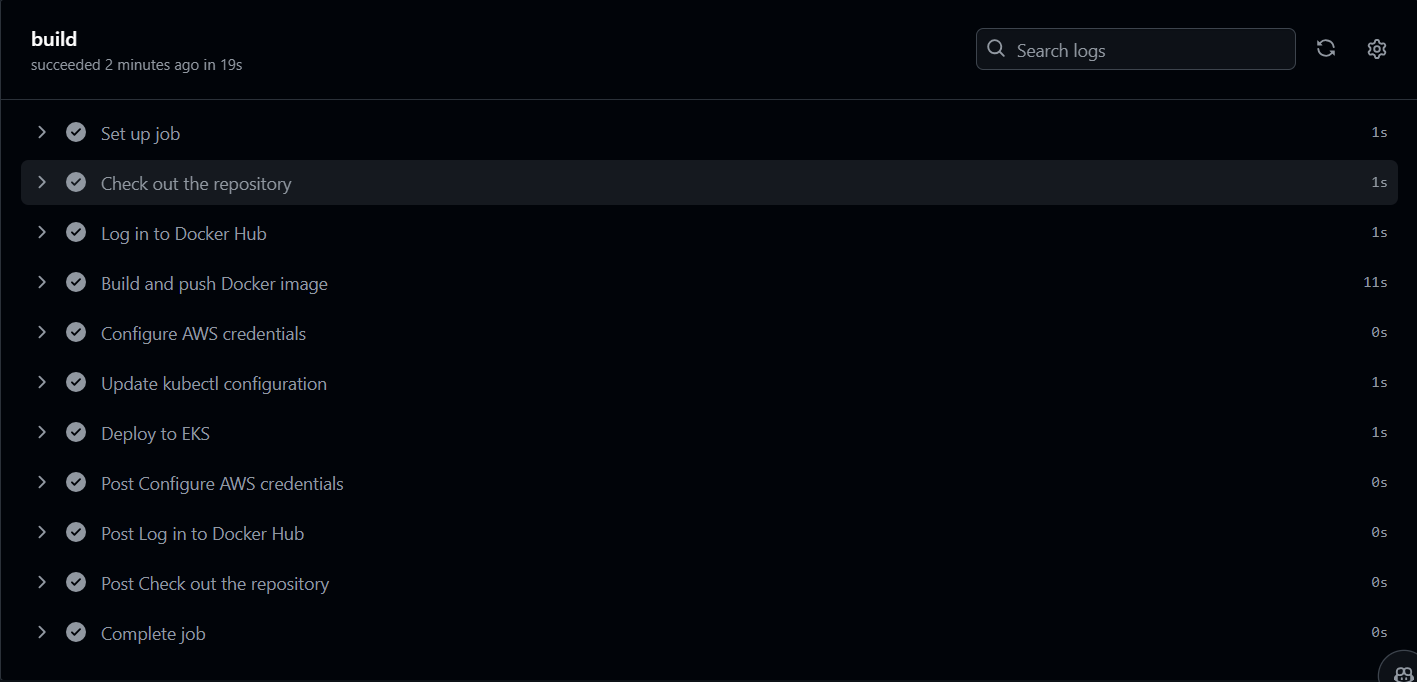 build
succeeded 2 minutes ago in 19s
Search logs
Set up job 1s
Check out the repository 1s
Log in to Docker Hub 1s
Build and push Docker image 11s
Configure AWS credentials 0s
Update kubectl configuration 1s
Deploy to EKS 1s
Post Configure AWS credentials 0s
Post Log in to Docker Hub 0s
Post Check out the repository 0s
Complete job 0s